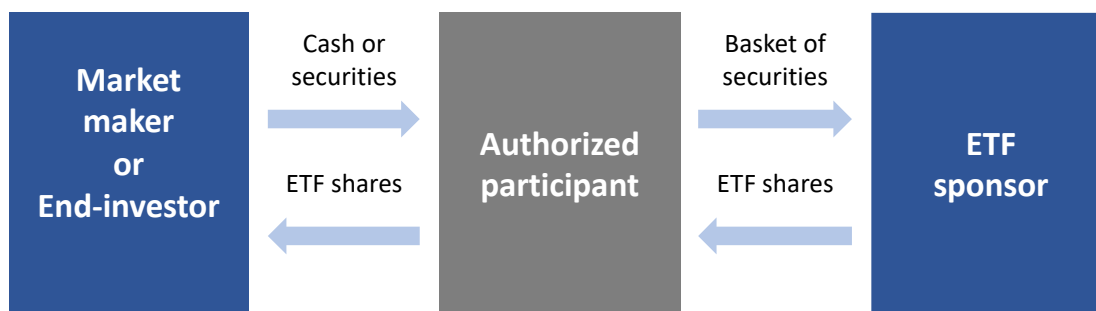 Market
maker
or
End-investor
Cash or
securities
ETF shares
Authorized
participant
Basket of
securities
ETF shares
ETF
sponsor